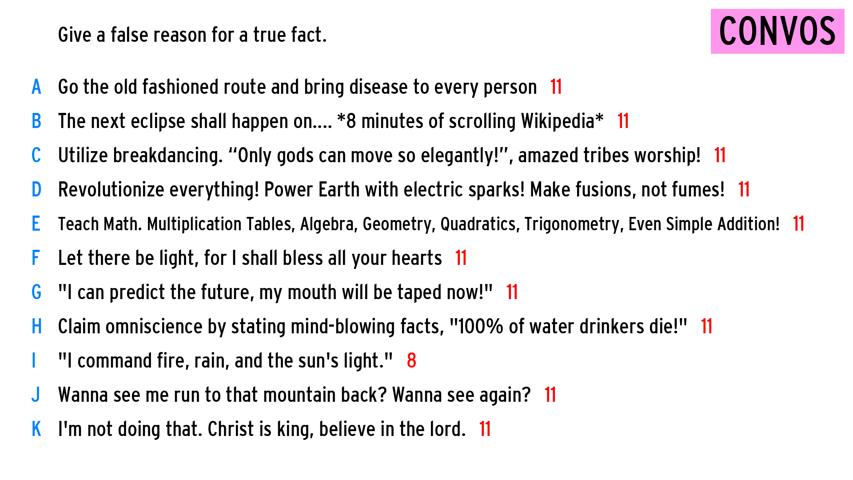 Give a false reason for a true fact.
CONVOS
A Go the old fashioned route and bring disease to every person 11
B The next eclipse shall happen on.... *8 minutes of scrolling Wikipedia* 11
C Utilize breakdancing. “Only gods can move so elegantly!”, amazed tribes worship! 11
D Revolutionize everything! Power Earth with electric sparks! Make fusions, not fumes! 11
E Teach Math. Multiplication Tables, Algebra, Geometry, Quadratics, Trigonometry, Even Simple Addition! 11
F Let there be light, for I shall bless all your hearts 11
G "I can predict the future, my mouth will be taped now!" 11
H Claim omniscience by stating mind-blowing facts, "100% of water drinkers die!" 11
I "I command fire, rain, and the sun's light." 8
J Wanna see me run to that mountain back? Wanna see again? 11
K I'm not doing that. Christ is king, believe in the lord. 11